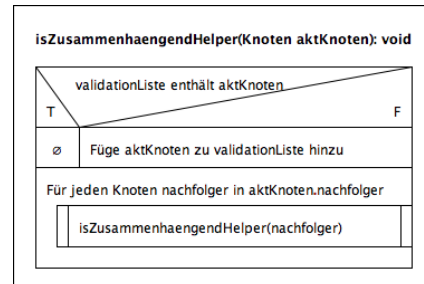 isZusammenhaengendHelper(Knoten aktKnoten): void
validationListe enthält aktKnoten
T F
∅ Füge aktKnoten zu validationListe hinzu
Für jeden Knoten nachfolger in aktKnoten.nachfolger
isZusammenhaengendHelper(nachfolger)